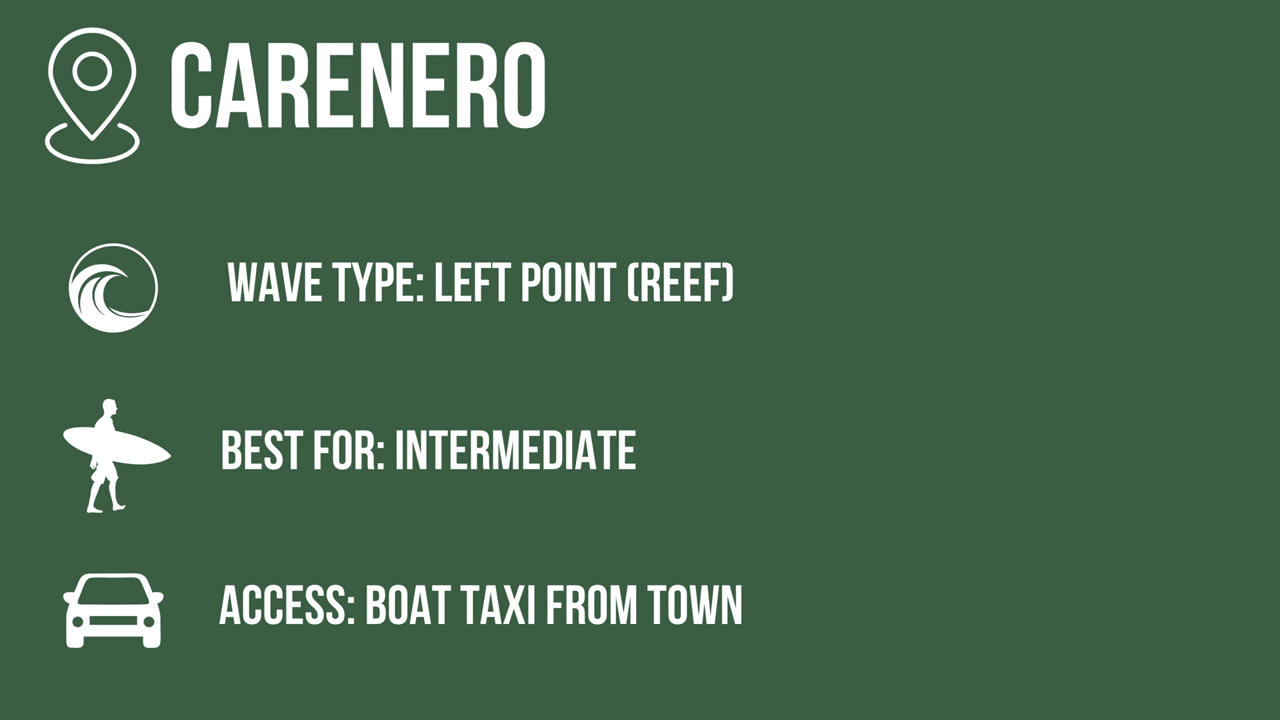 CARENERO
WAVE TYPE: LEFT POINT (REEF)
BEST FOR: INTERMEDIATE
ACCESS: BOAT TAXI FROM TOWN